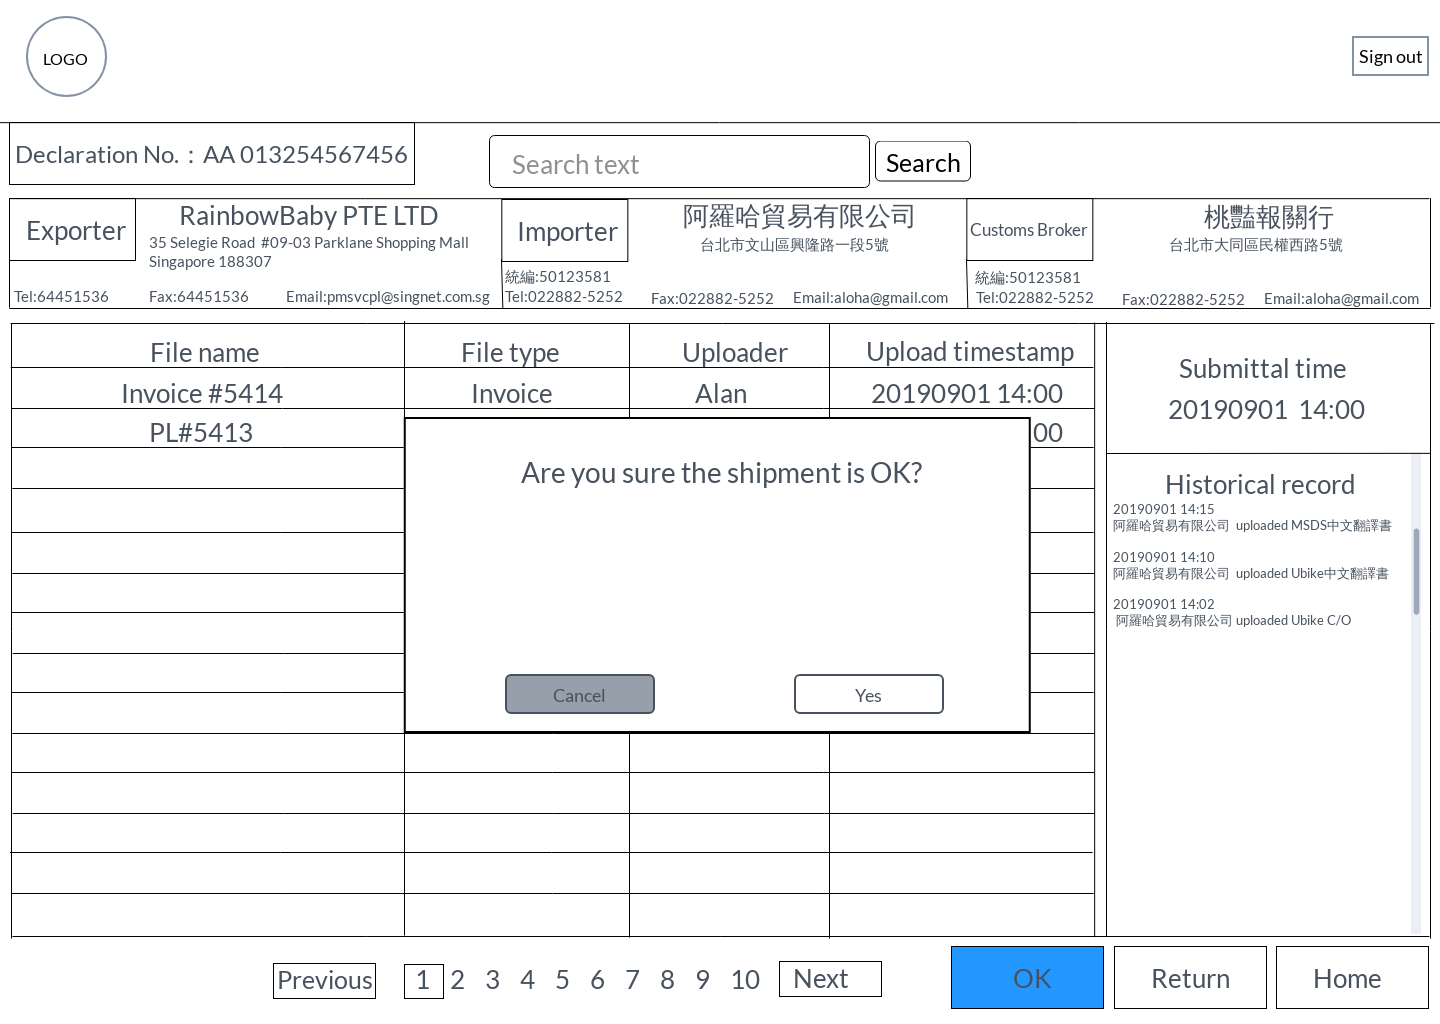 LOGO
Sign out
Declaration No.：AA 013254567456
Search text
Search
Exporter
RainbowBaby PTE LTD
35 Selegie Road #09-03 Parklane Shopping Mall
Singapore 188307
Tel:64451536
Fax:64451536
Email:pmsvcpl@singnet.com.sg
Importer
阿羅哈貿易有限公司
台北市文山區興隆路一段5號
統編:50123581
Tel:022882-5252
Fax:022882-5252
Email:aloha@gmail.com
Customs Broker
桃豔報關行
台北市大同區民權西路5號
統編:50123581
Tel:022882-5252
Fax:022882-5252
Email:aloha@gmail.com
File name File type Uploader Upload timestamp
Invoice #5414 Invoice Alan 20190901 14:00
PL#5413 00
Are you sure the shipment is OK?
Cancel
Yes
Submittal time
20190901 14:00
Historical record
20190901 14:15
阿羅哈貿易有限公司 uploaded MSDS中文翻譯書
20190901 14:10
阿羅哈貿易有限公司 uploaded Ubike中文翻譯書
20190901 14:02
阿羅哈貿易有限公司 uploaded Ubike C/O
Previous 1 2 3 4 5 6 7 8 9 10 Next
OK
Return
Home